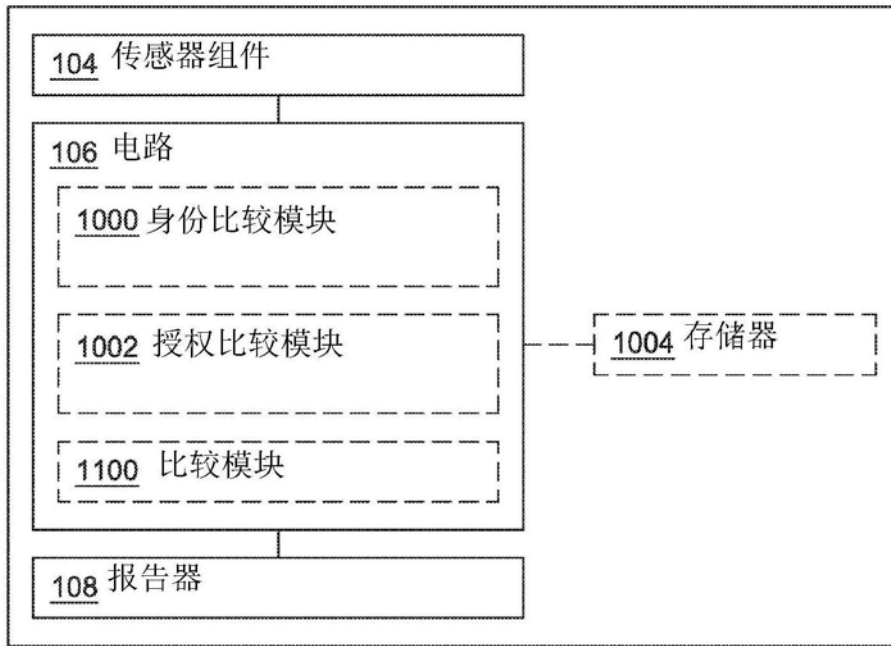 104 传感器组件
106 电路
1000 身份比较模块
1002 授权比较模块
1004 存储器
1100 比较模块
108 报告器